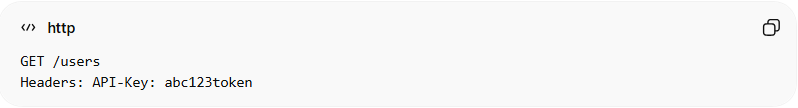 http
GET /users
Headers: API-Key: abc123token